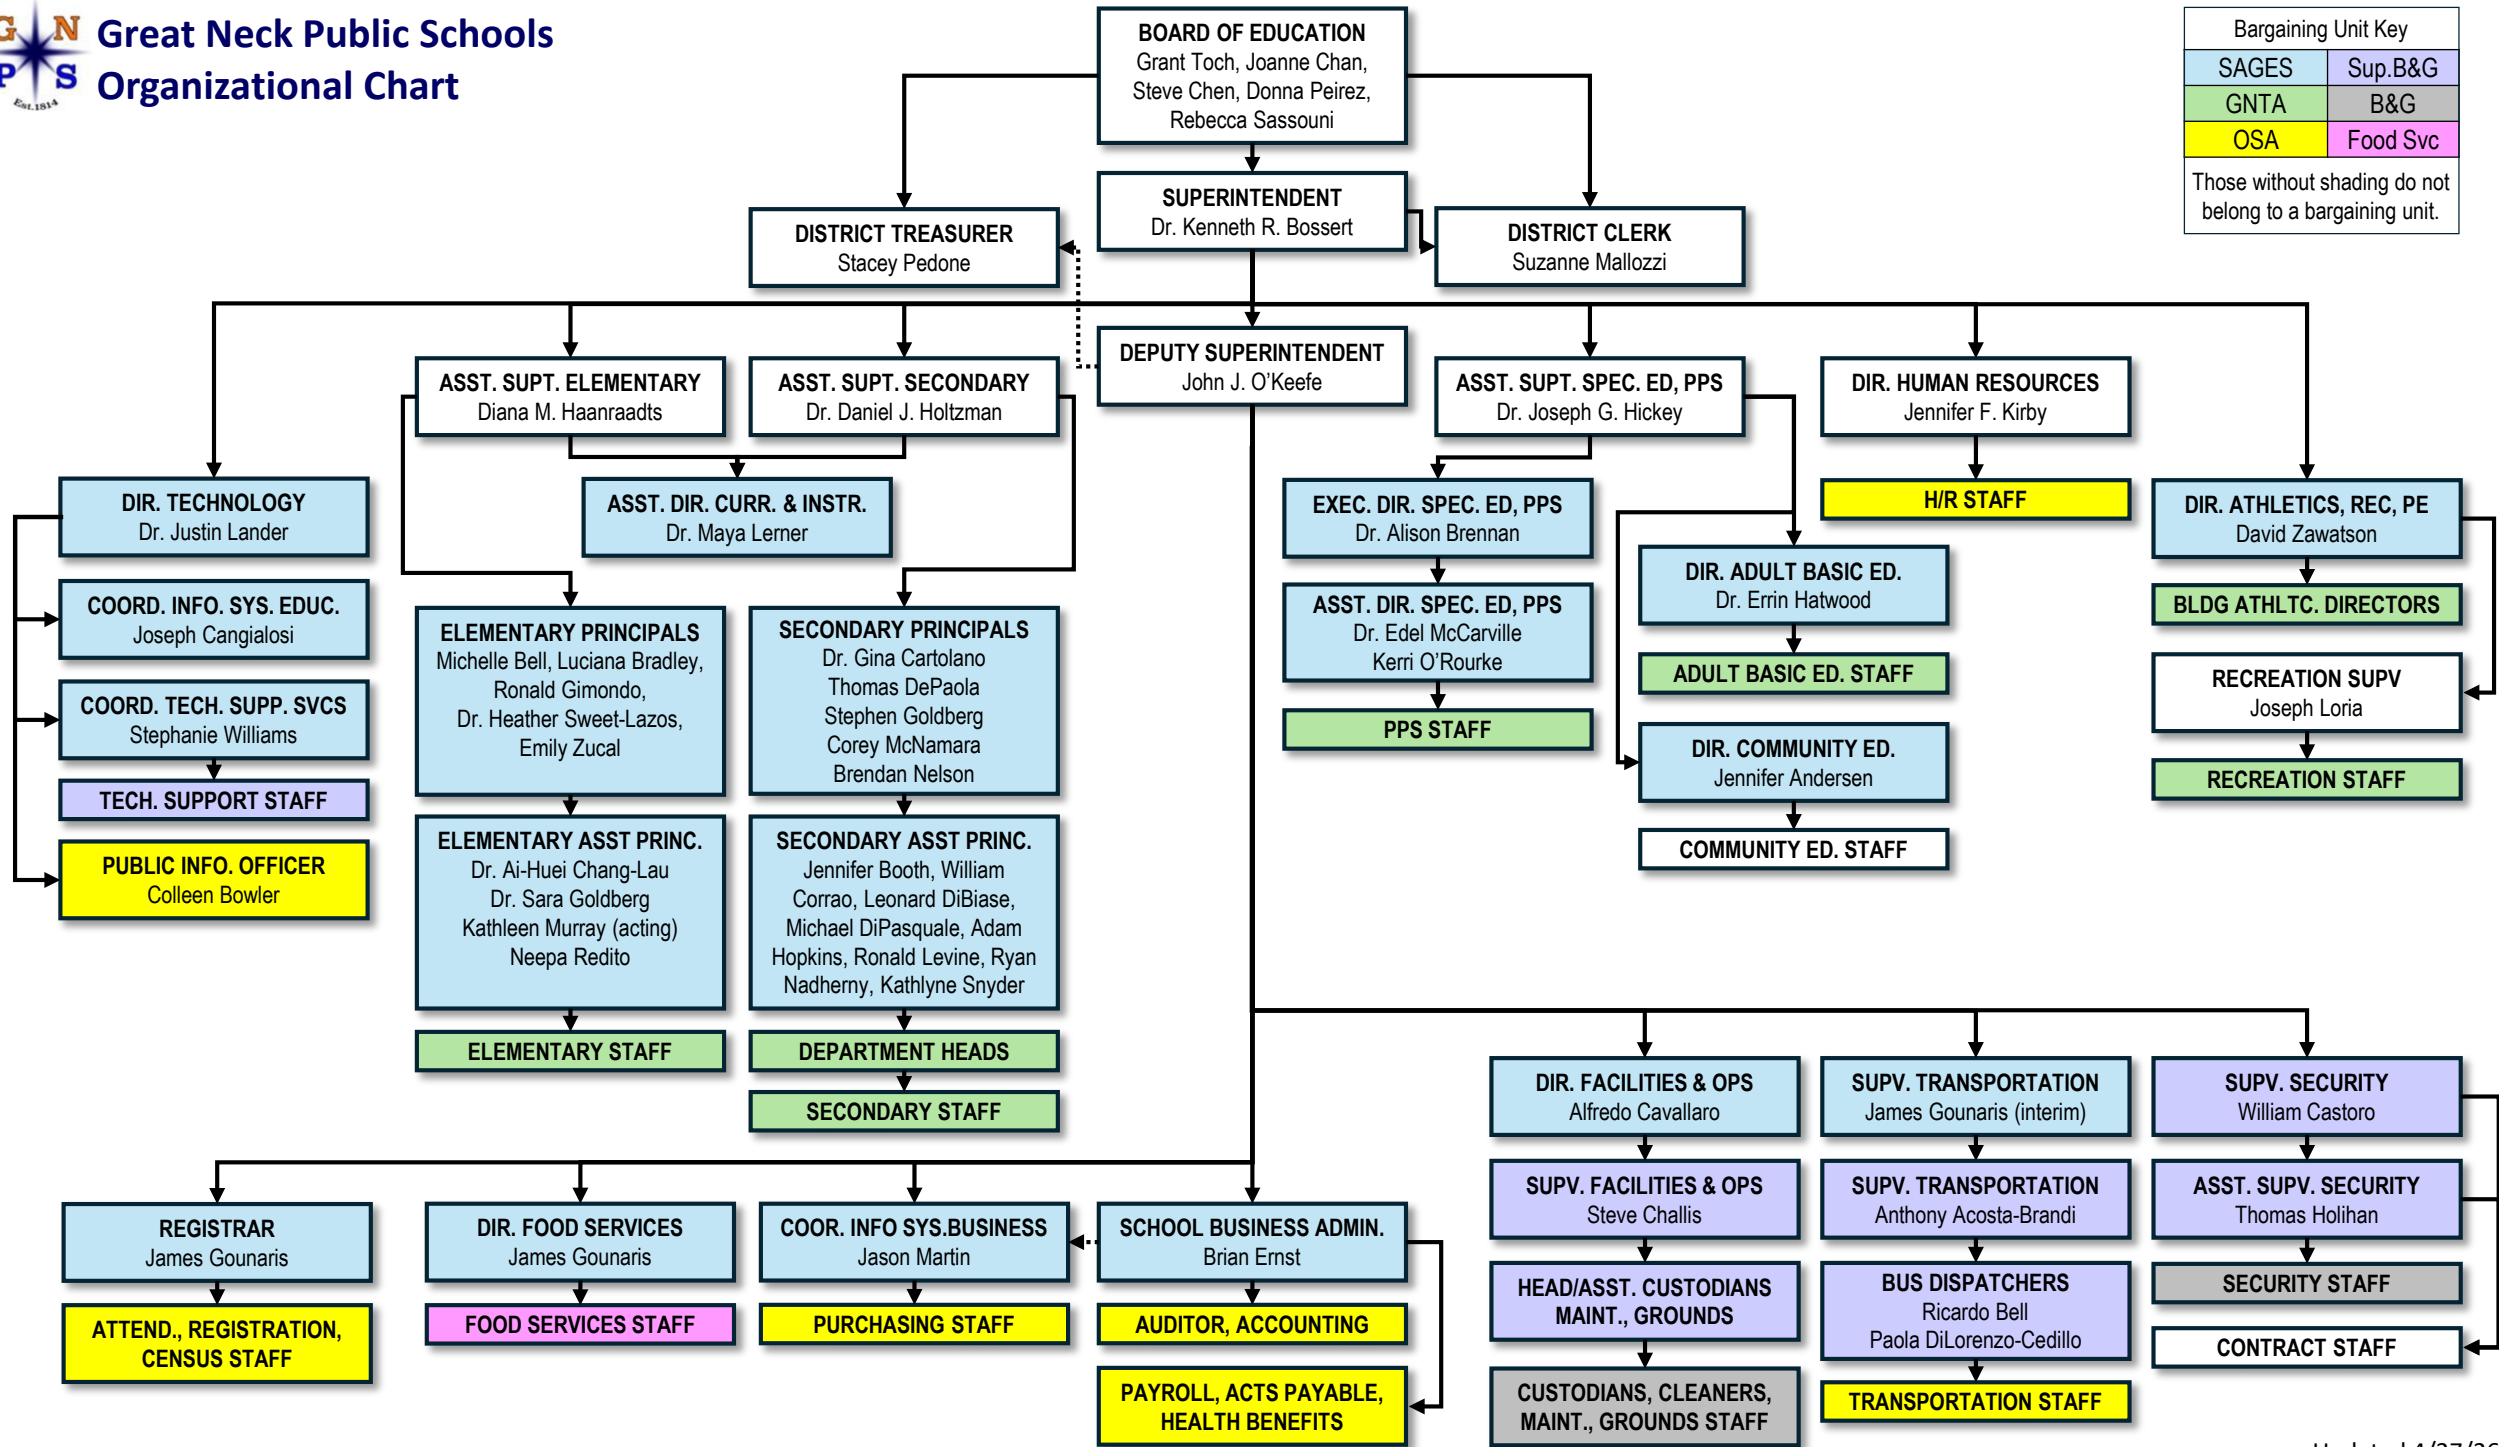 G N
P S
Est.1814
Great Neck Public Schools
Organizational Chart
BOARD OF EDUCATION
Grant Toch, Joanne Chan,
Steve Chen, Donna Peirez,
Rebecca Sassouni
Bargaining Unit Key
SAGES
Sup.B&G
GNTA
B&G
OSA
Food Svc
Those without shading do not
belong to a bargaining unit.
SUPERINTENDENT
Dr. Kenneth R. Bossert
DISTRICT TREASURER
Stacey Pedone
DISTRICT CLERK
Suzanne Mallozzi
DEPUTY SUPERINTENDENT
John J. O'Keefe
ASST. SUPT. ELEMENTARY
Diana M. Haanraadts
ASST. SUPT. SECONDARY
Dr. Daniel J. Holtzman
ASST. SUPT. SPEC. ED, PPS
Dr. Joseph G. Hickey
DIR. HUMAN RESOURCES
Jennifer F. Kirby
DIR. TECHNOLOGY
Dr. Justin Lander
ASST. DIR. CURR. & INSTR.
Dr. Maya Lerner
EXEC. DIR. SPEC. ED, PPS
Dr. Alison Brennan
H/R STAFF
DIR. ATHLETICS, REC, PE
David Zawatson
COORD. INFO. SYS. EDUC.
Joseph Cangialosi
COORD. TECH. SUPP. SVCS
Stephanie Williams
TECH. SUPPORT STAFF
PUBLIC INFO. OFFICER
Colleen Bowler
ELEMENTARY PRINCIPALS
Michelle Bell, Luciana Bradley,
Ronald Gimondo,
Dr. Heather Sweet-Lazos,
Emily Zucal
SECONDARY PRINCIPALS
Dr. Gina Cartolano
Thomas DePaola
Stephen Goldberg
Corey McNamara
Brendan Nelson
ASST. DIR. SPEC. ED, PPS
Dr. Edel McCarville
Kerri O'Rourke
PPS STAFF
DIR. ADULT BASIC ED.
Dr. Errin Hatwood
ADULT BASIC ED. STAFF
DIR. COMMUNITY ED.
Jennifer Andersen
COMMUNITY ED. STAFF
BLDG ATHLTC. DIRECTORS
RECREATION SUPV
Joseph Loria
RECREATION STAFF
ELEMENTARY ASST PRINC.
Dr. Ai-Huei Chang-Lau
Dr. Sara Goldberg
Kathleen Murray (acting)
Neepa Redito
SECONDARY ASST PRINC.
Jennifer Booth, William
Corrao, Leonard DiBiase,
Michael DiPasquale, Adam
Hopkins, Ronald Levine, Ryan
Nadherny, Kathlyne Snyder
ELEMENTARY STAFF
DEPARTMENT HEADS
SECONDARY STAFF
DIR. FACILITIES & OPS
Alfredo Cavallaro
SUPV. TRANSPORTATION
James Gounaris (interim)
SUPV. SECURITY
William Castoro
SUPV. FACILITIES & OPS
Steve Challis
SUPV. TRANSPORTATION
Anthony Acosta-Brandi
ASST. SUPV. SECURITY
Thomas Holihan
REGISTRAR
James Gounaris
DIR. FOOD SERVICES
James Gounaris
COOR. INFO SYS.BUSINESS
Jason Martin
SCHOOL BUSINESS ADMIN.
Brian Ernst
HEAD/ASST. CUSTODIANS
MAINT., GROUNDS
BUS DISPATCHERS
Ricardo Bell
Paola DiLorenzo-Cedillo
SECURITY STAFF
CONTRACT STAFF
ATTEND., REGISTRATION,
CENSUS STAFF
FOOD SERVICES STAFF
PURCHASING STAFF
AUDITOR, ACCOUNTING
PAYROLL, ACTS PAYABLE,
HEALTH BENEFITS
CUSTODIANS, CLEANERS,
MAINT., GROUNDS STAFF
TRANSPORTATION STAFF